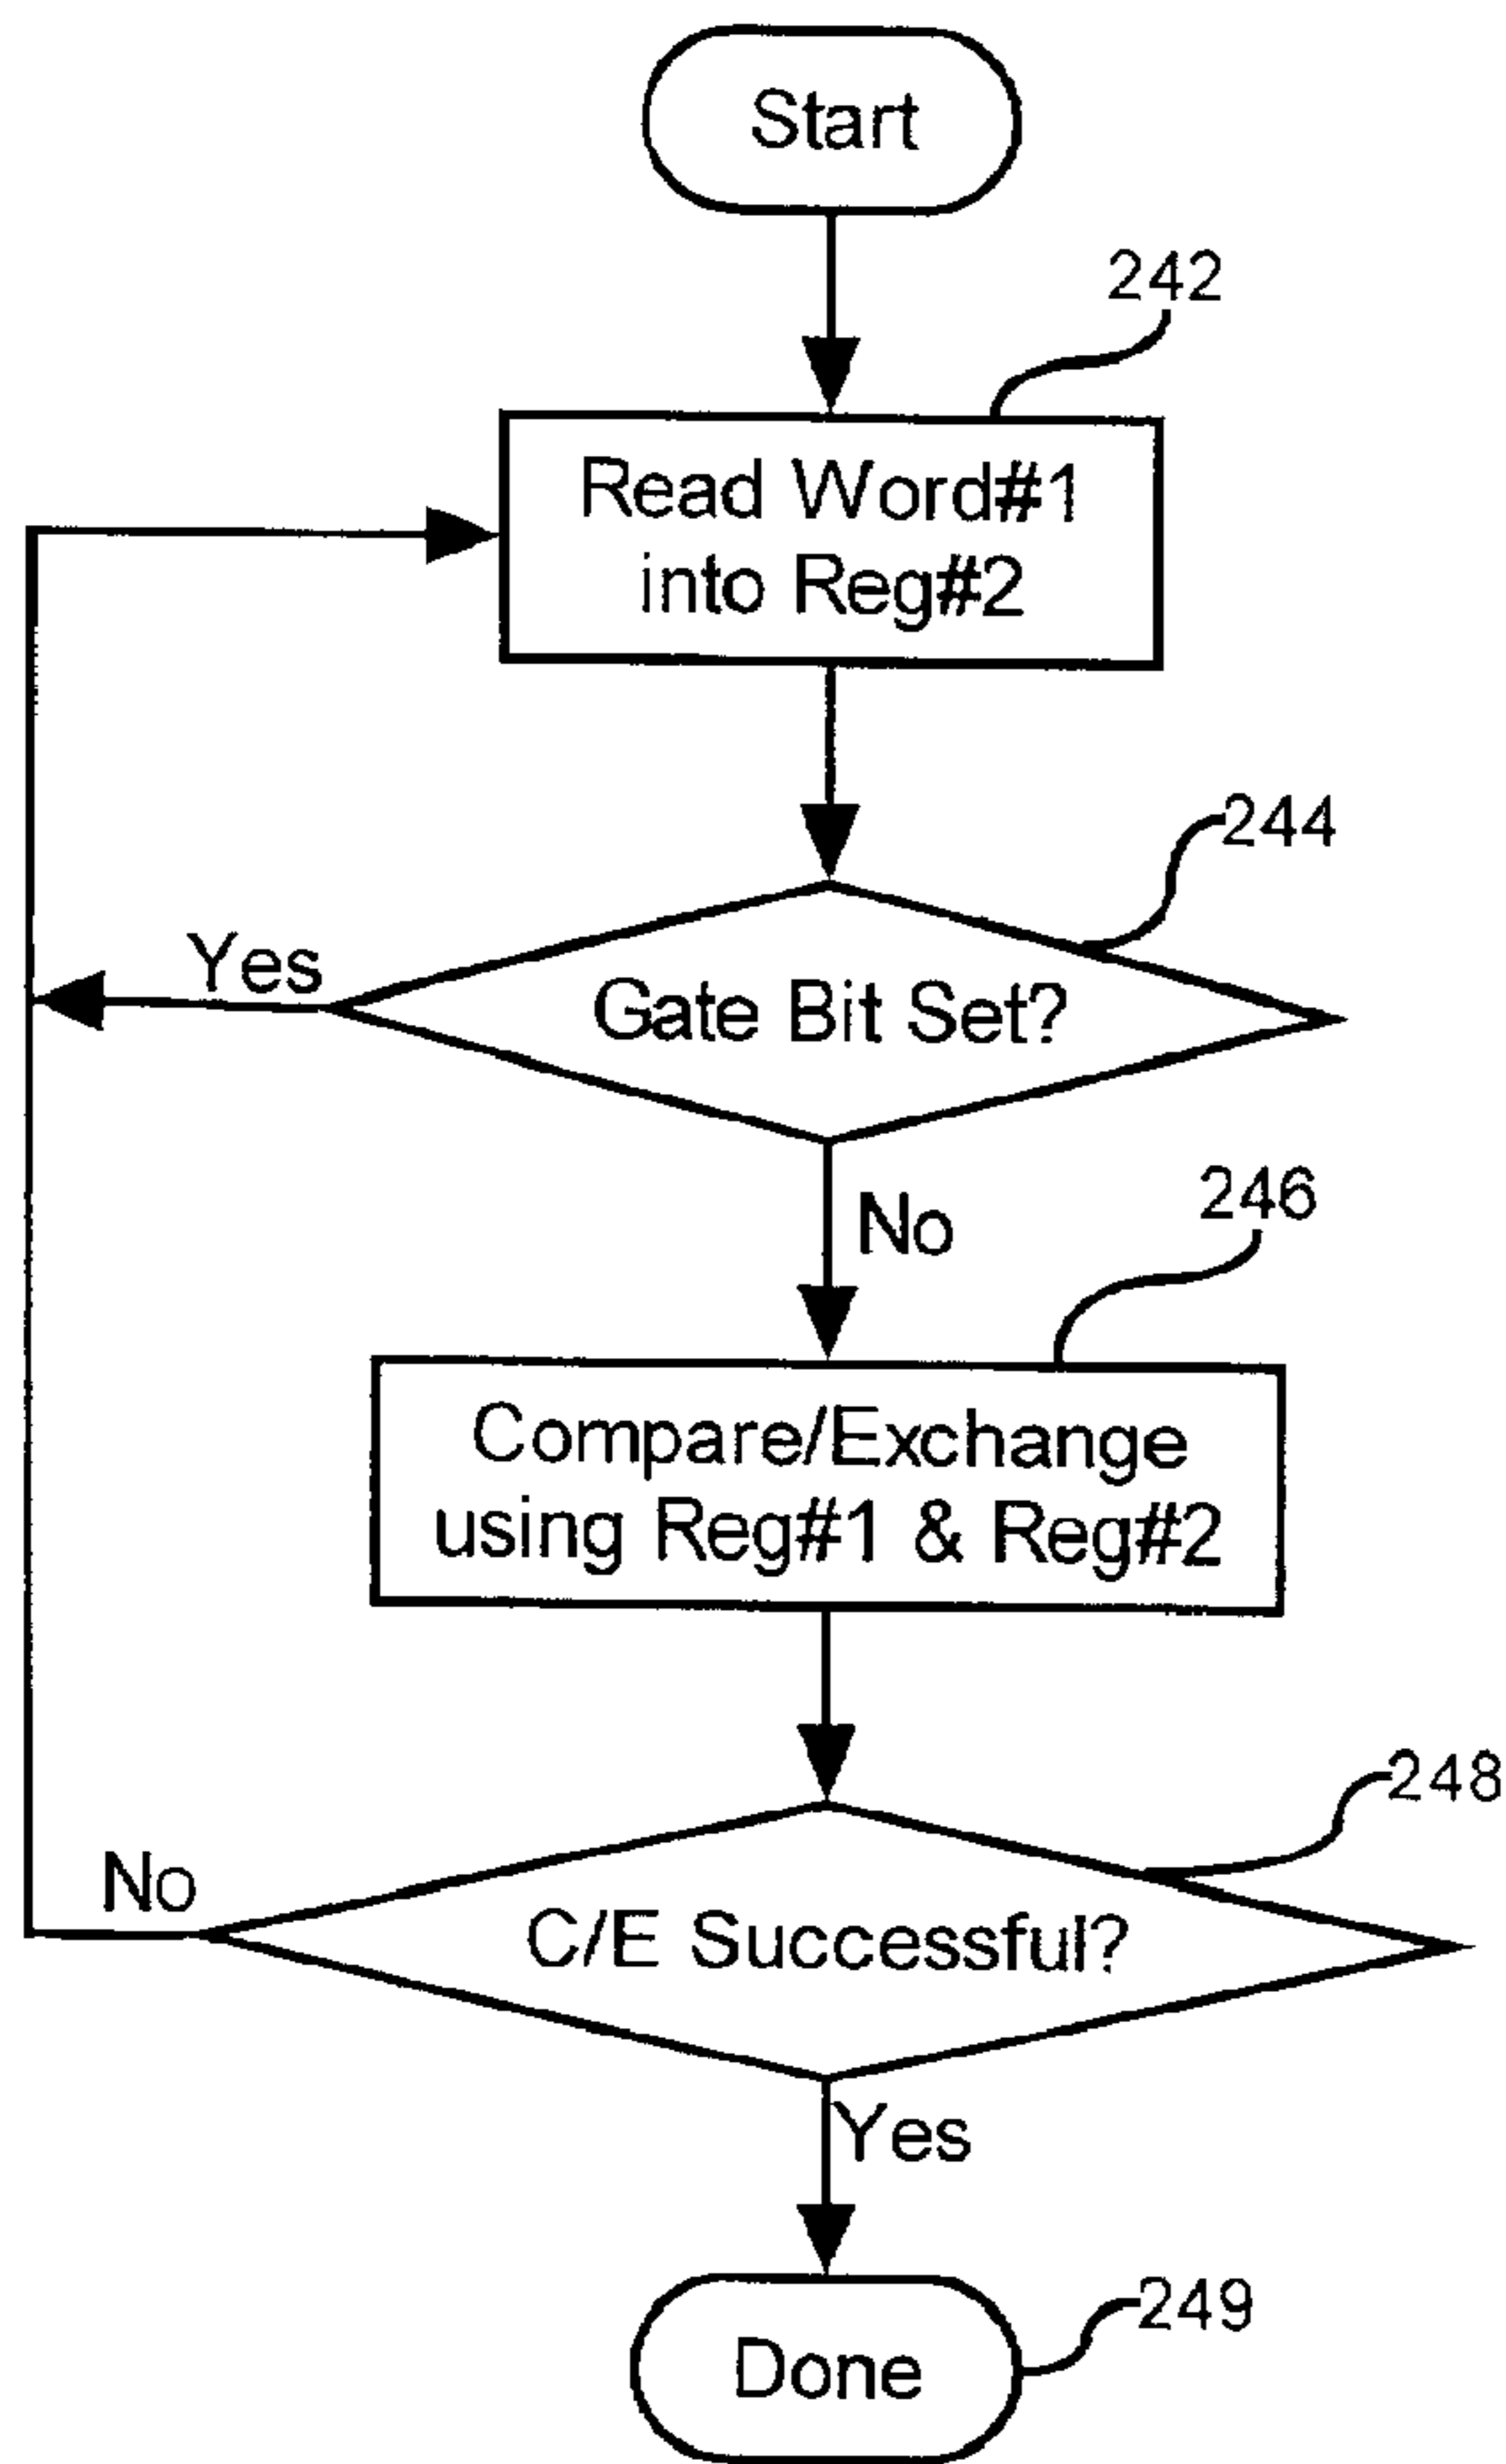 Start
242
Read Word#1
into Reg#2
244
Yes
Gate Bit Set?
No
246
Compare/Exchange
using Reg#1 & Reg#2
248
No
C/E Successful?
Yes
249
Done